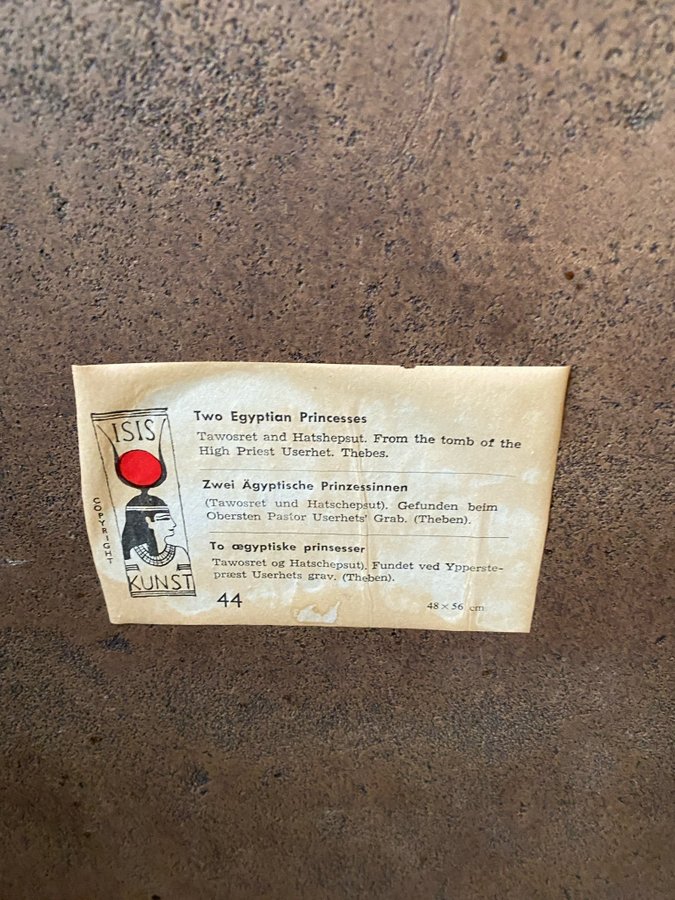 ISIS
COPYRIGHT
KUNST
Two Egyptian Princesses
Tawosret and Hatshepsut. From the tomb of the
High Priest Userhet. Thebes.
Zwei Ägyptische Prinzessinnen
(Tawosret und Hatschepsut). Gefunden beim
Obersten Pastor Userhets' Grab. (Theben).
To ægyptiske prinsesser
Tawosret og Hatschepsut). Fundet ved Ypperste-
præst Userhets grav. (Theben).
44
48 × 56 cm